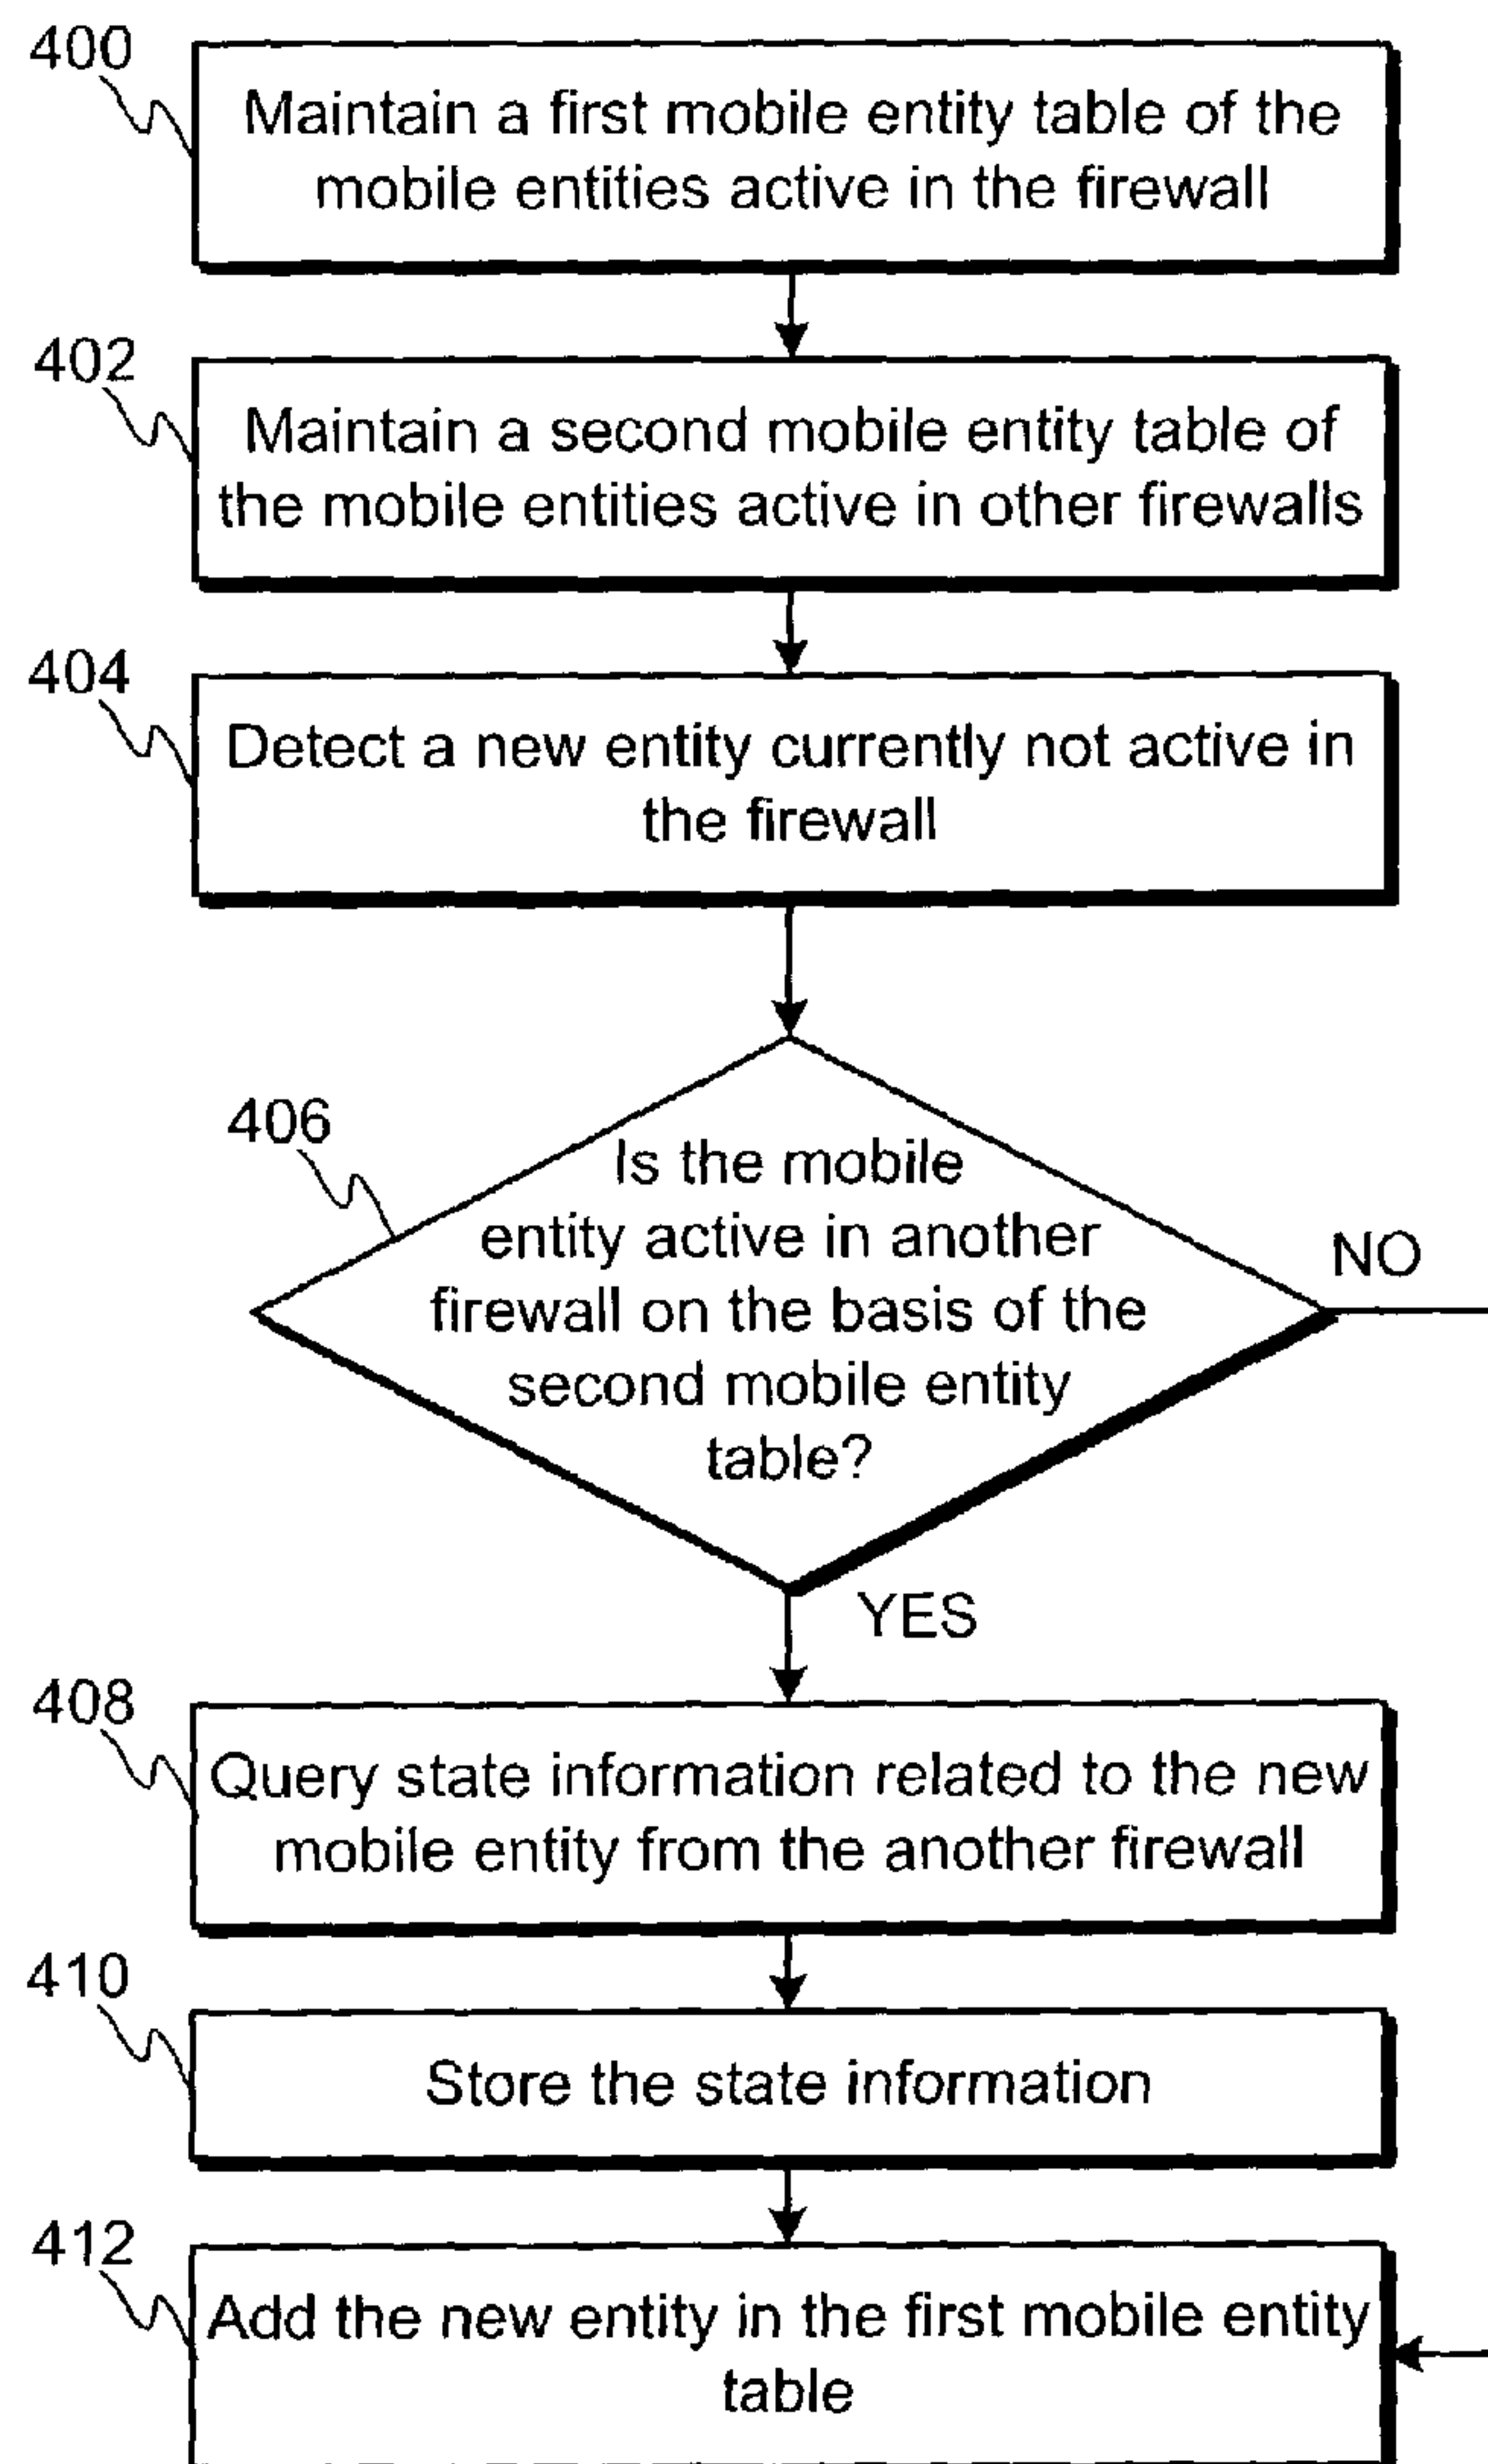 400
Maintain a first mobile entity table of the
mobile entities active in the firewall
402
Maintain a second mobile entity table of
the mobile entities active in other firewalls
404
Detect a new entity currently not active in
the firewall
406
Is the mobile
entity active in another
firewall on the basis of the
second mobile entity
table?
NO
YES
408
Query state information related to the new
mobile entity from the another firewall
410
Store the state information
412
Add the new entity in the first mobile entity
table